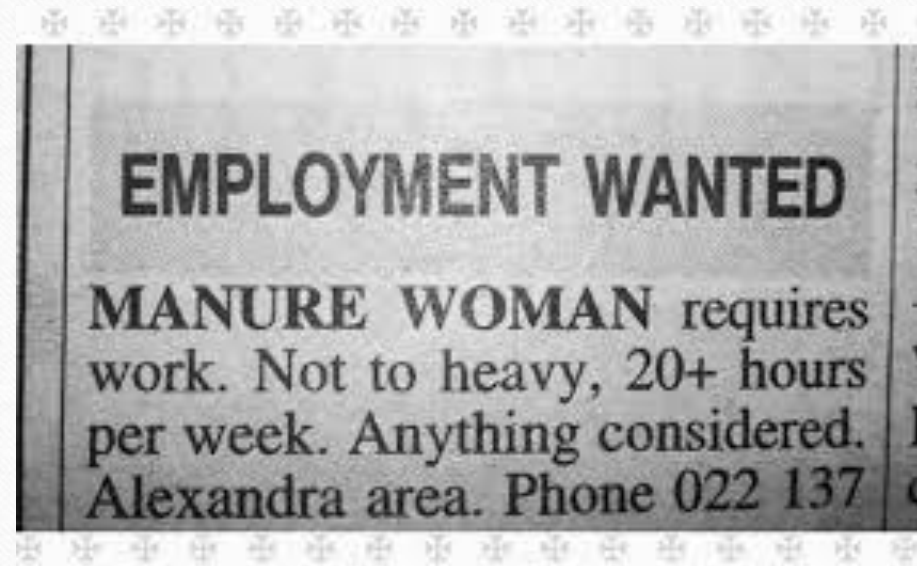 EMPLOYMENT WANTED
MANURE WOMAN requires
work. Not to heavy, 20+ hours
per week. Anything considered.
Alexandra area. Phone 022 137